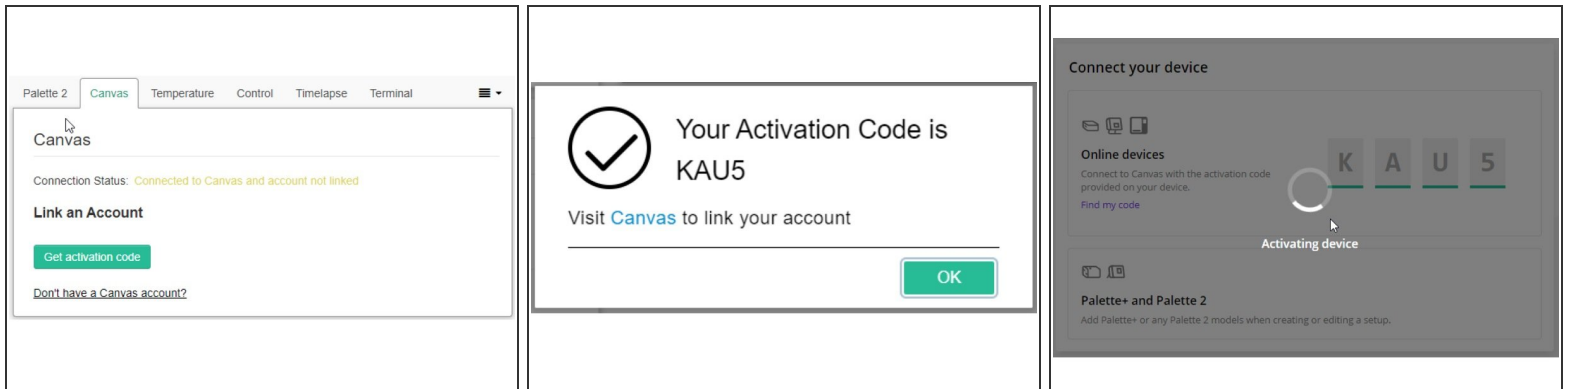 Palette 2 Canvas Temperature Control Timelapse Terminal
Canvas
Connection Status: Connected to Canvas and account not linked
Link an Account
Get activation code
Don't have a Canvas account?
Your Activation Code is
KAU5
Visit Canvas to link your account
OK
Connect your device
Online devices
Connect to Canvas with the activation code
provided on your device.
Find my code
K A U 5
Activating device
Palette+ and Palette 2
Add Palette+ or any Palette 2 models when creating or editing a setup.